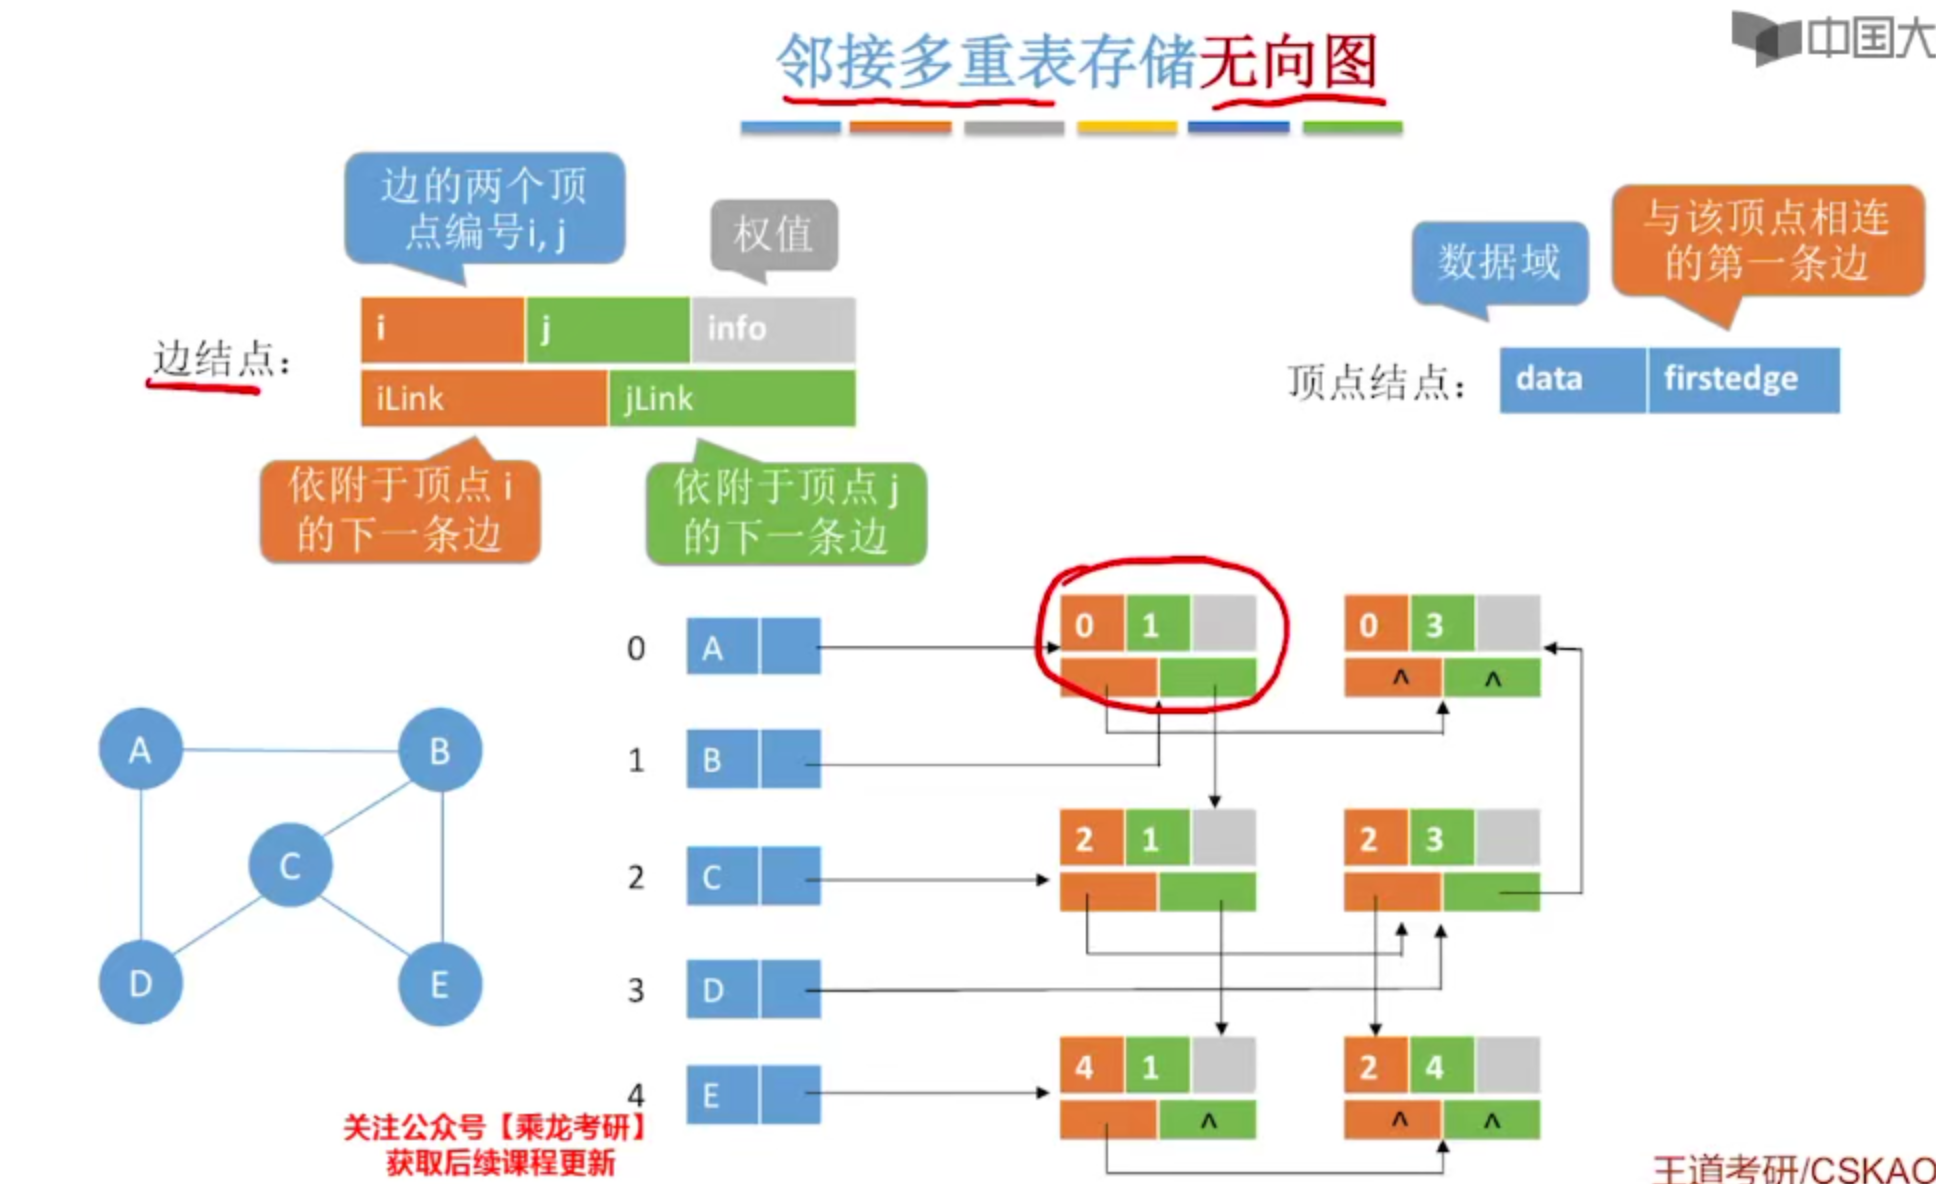 邻接多重表存储无向图
中国大
边的两个顶
点编号i, j
权值
数据域
与该顶点相连
的第一条边
边结点：
i
j
info
iLink
jLink
顶点结点：
data
firstedge
依附于顶点 i
的下一条边
依附于顶点 j
的下一条边
0
A
0
1
0
3
^
^
1
B
2
C
2
1
2
3
3
D
4
E
4
1
^
2
4
^
^
A
B
C
D
E
关注公众号【乘龙考研】
获取后续课程更新
王道考研/CSKAO